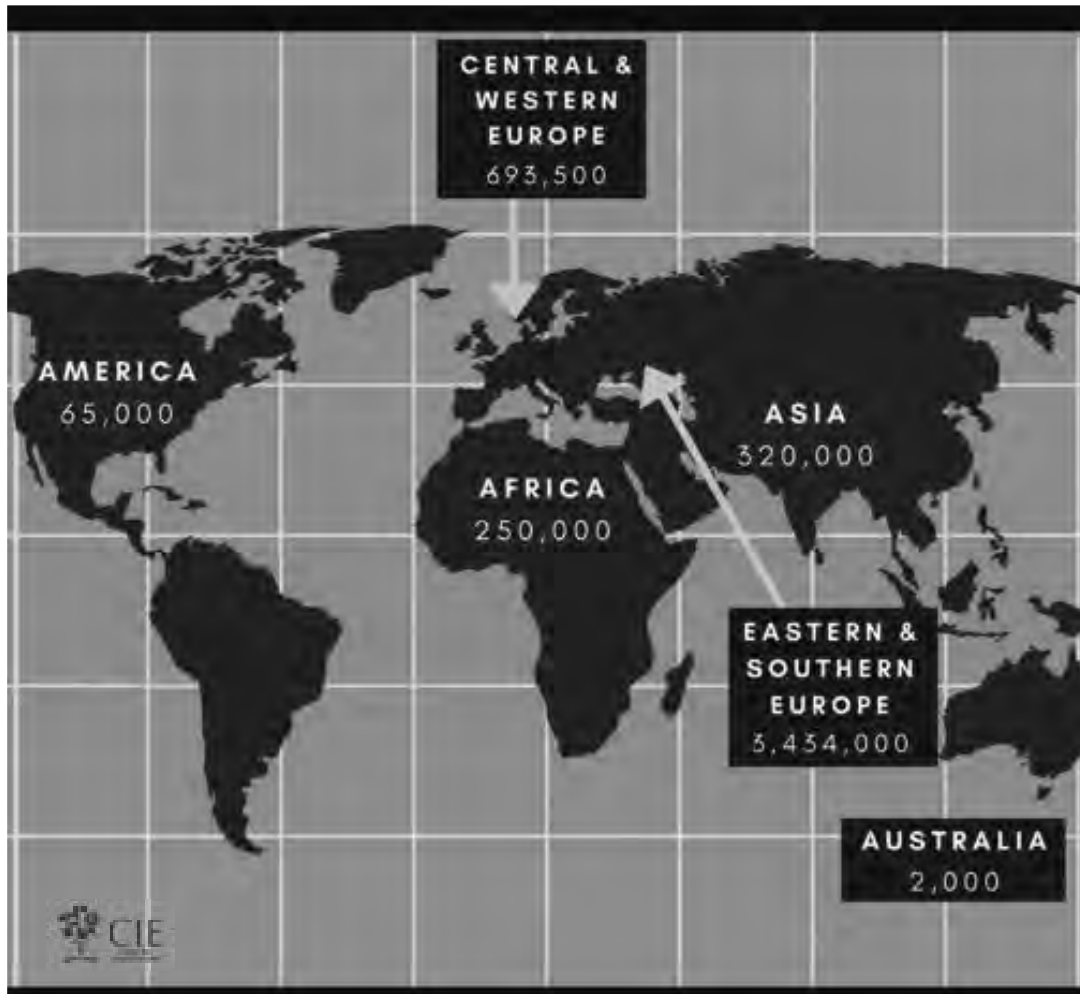 CENTRAL &
WESTERN
EUROPE
693,500
AMERICA
65,000
ASIA
320,000
AFRICA
250,000
EASTERN &
SOUTHERN
EUROPE
3,434,000
AUSTRALIA
2,000
CIE